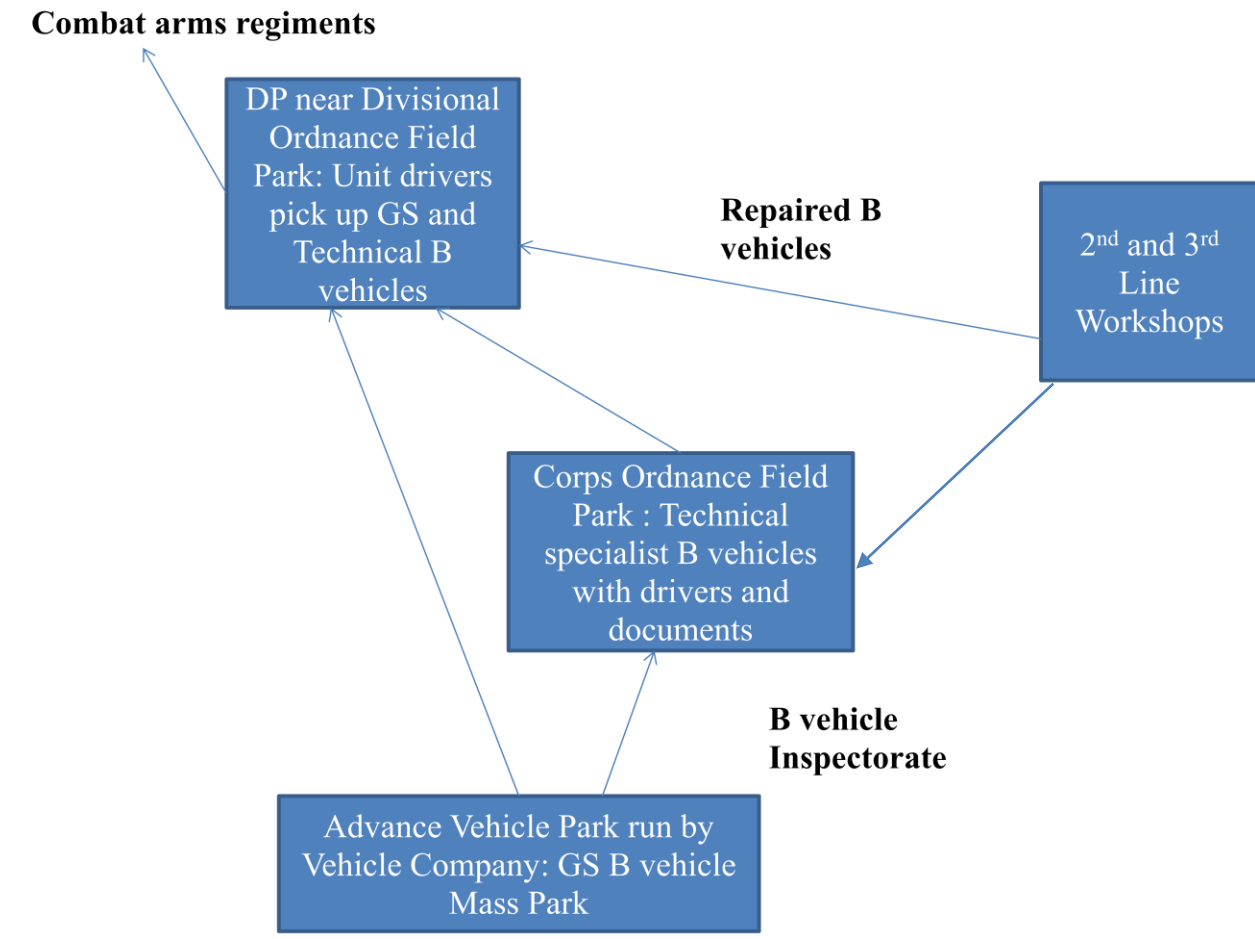 Combat arms regiments
DP near Divisional
Ordnance Field
Park: Unit drivers
pick up GS and
Technical B
vehicles
Repaired B
vehicles
2nd and 3rd
Line
Workshops
Corps Ordnance Field
Park : Technical
specialist B vehicles
with drivers and
documents
B vehicle
Inspectorate
Advance Vehicle Park run by
Vehicle Company: GS B vehicle
Mass Park